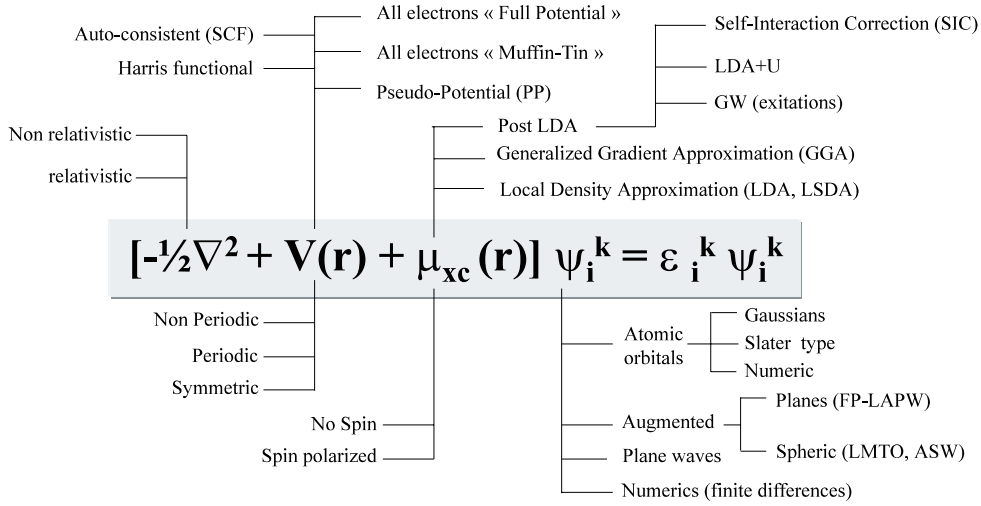 All electrons « Full Potential »
Self-Interaction Correction (SIC)
Auto-consistent (SCF)
All electrons « Muffin-Tin »
Harris functional
LDA+U
Pseudo-Potential (PP)
GW (exitations)
Non relativistic
Post LDA
Generalized Gradient Approximation (GGA)
relativistic
Local Density Approximation (LDA, LSDA)
[-½∇² + V(r) + μxc (r)] ψi^k = ε i^k ψi^k
Non Periodic
Gaussians
Atomic
orbitals
Slater type
Periodic
Numeric
Symmetric
Planes (FP-LAPW)
No Spin
Augmented
Spin polarized
Plane waves
Spheric (LMTO, ASW)
Numerics (finite differences)